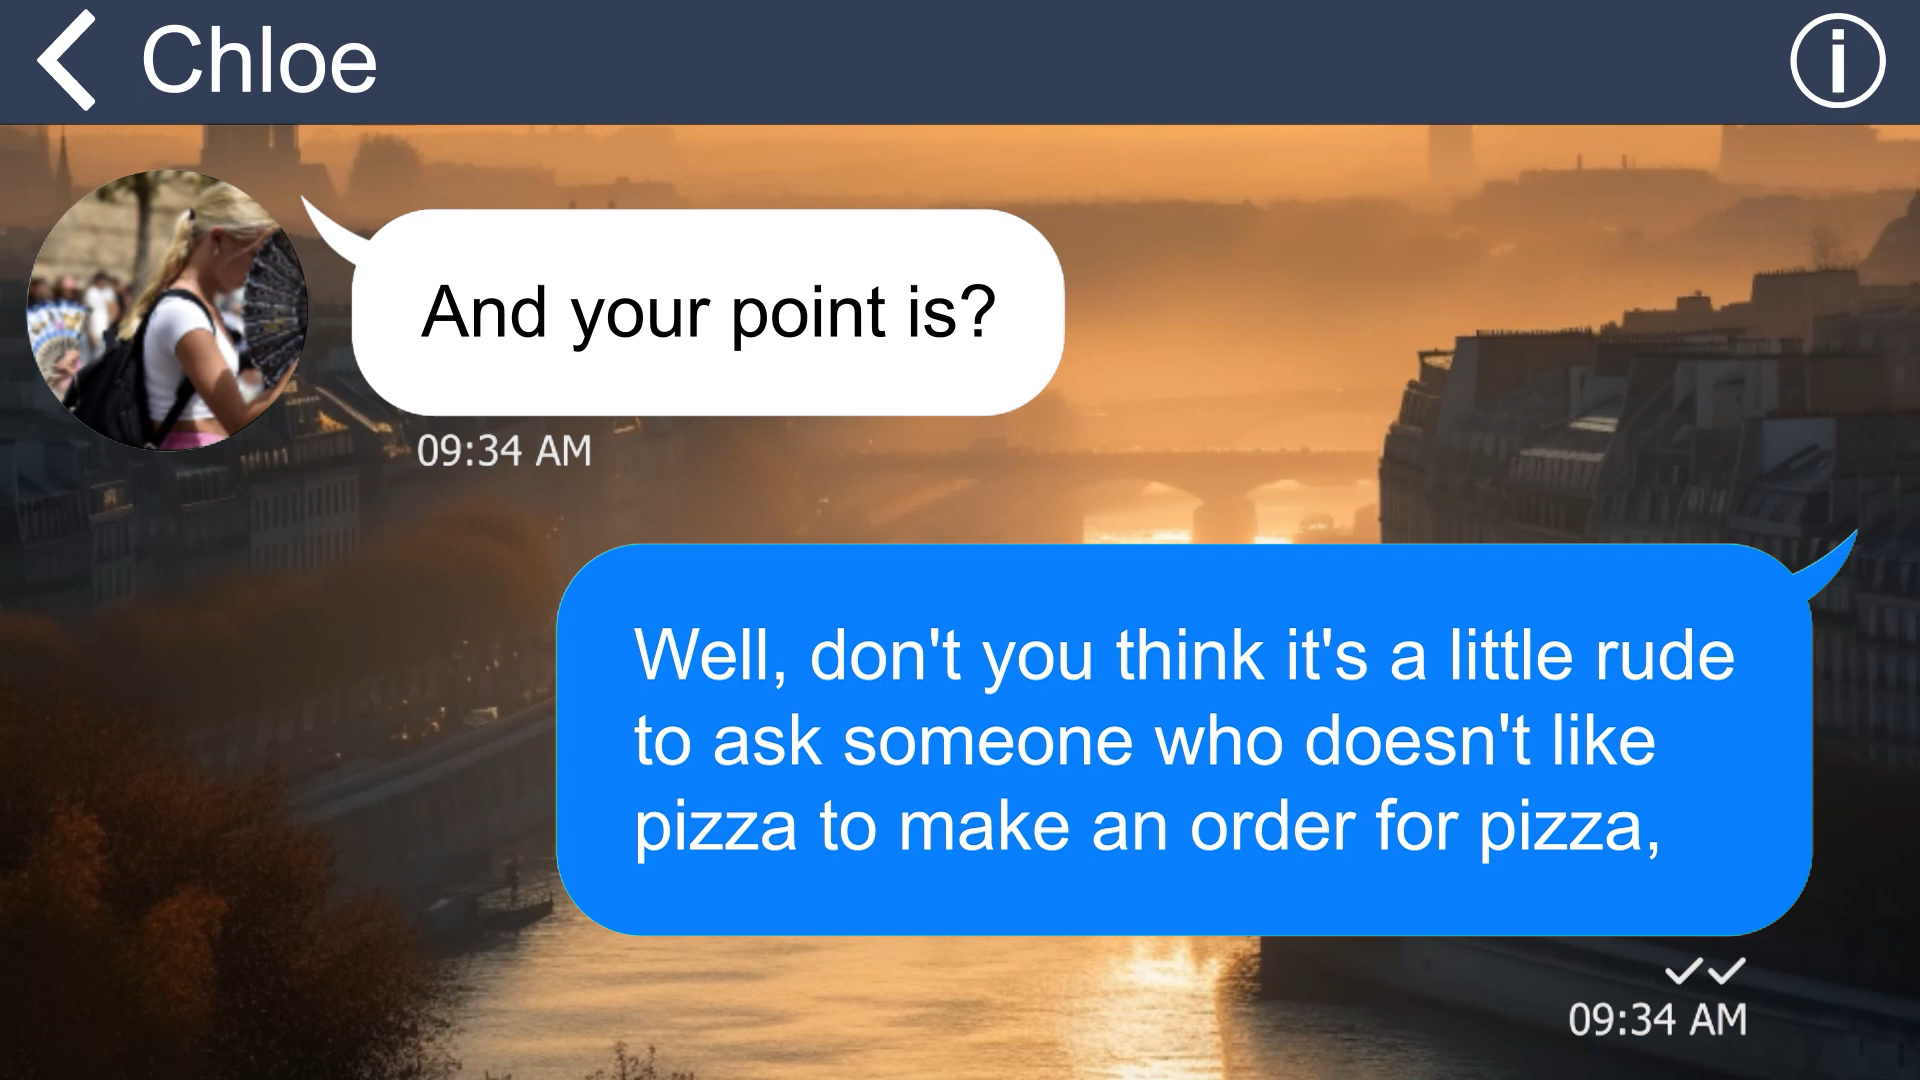 Chloe
And your point is?
09:34 AM
Well, don't you think it's a little rude
to ask someone who doesn't like
pizza to make an order for pizza,
09:34 AM